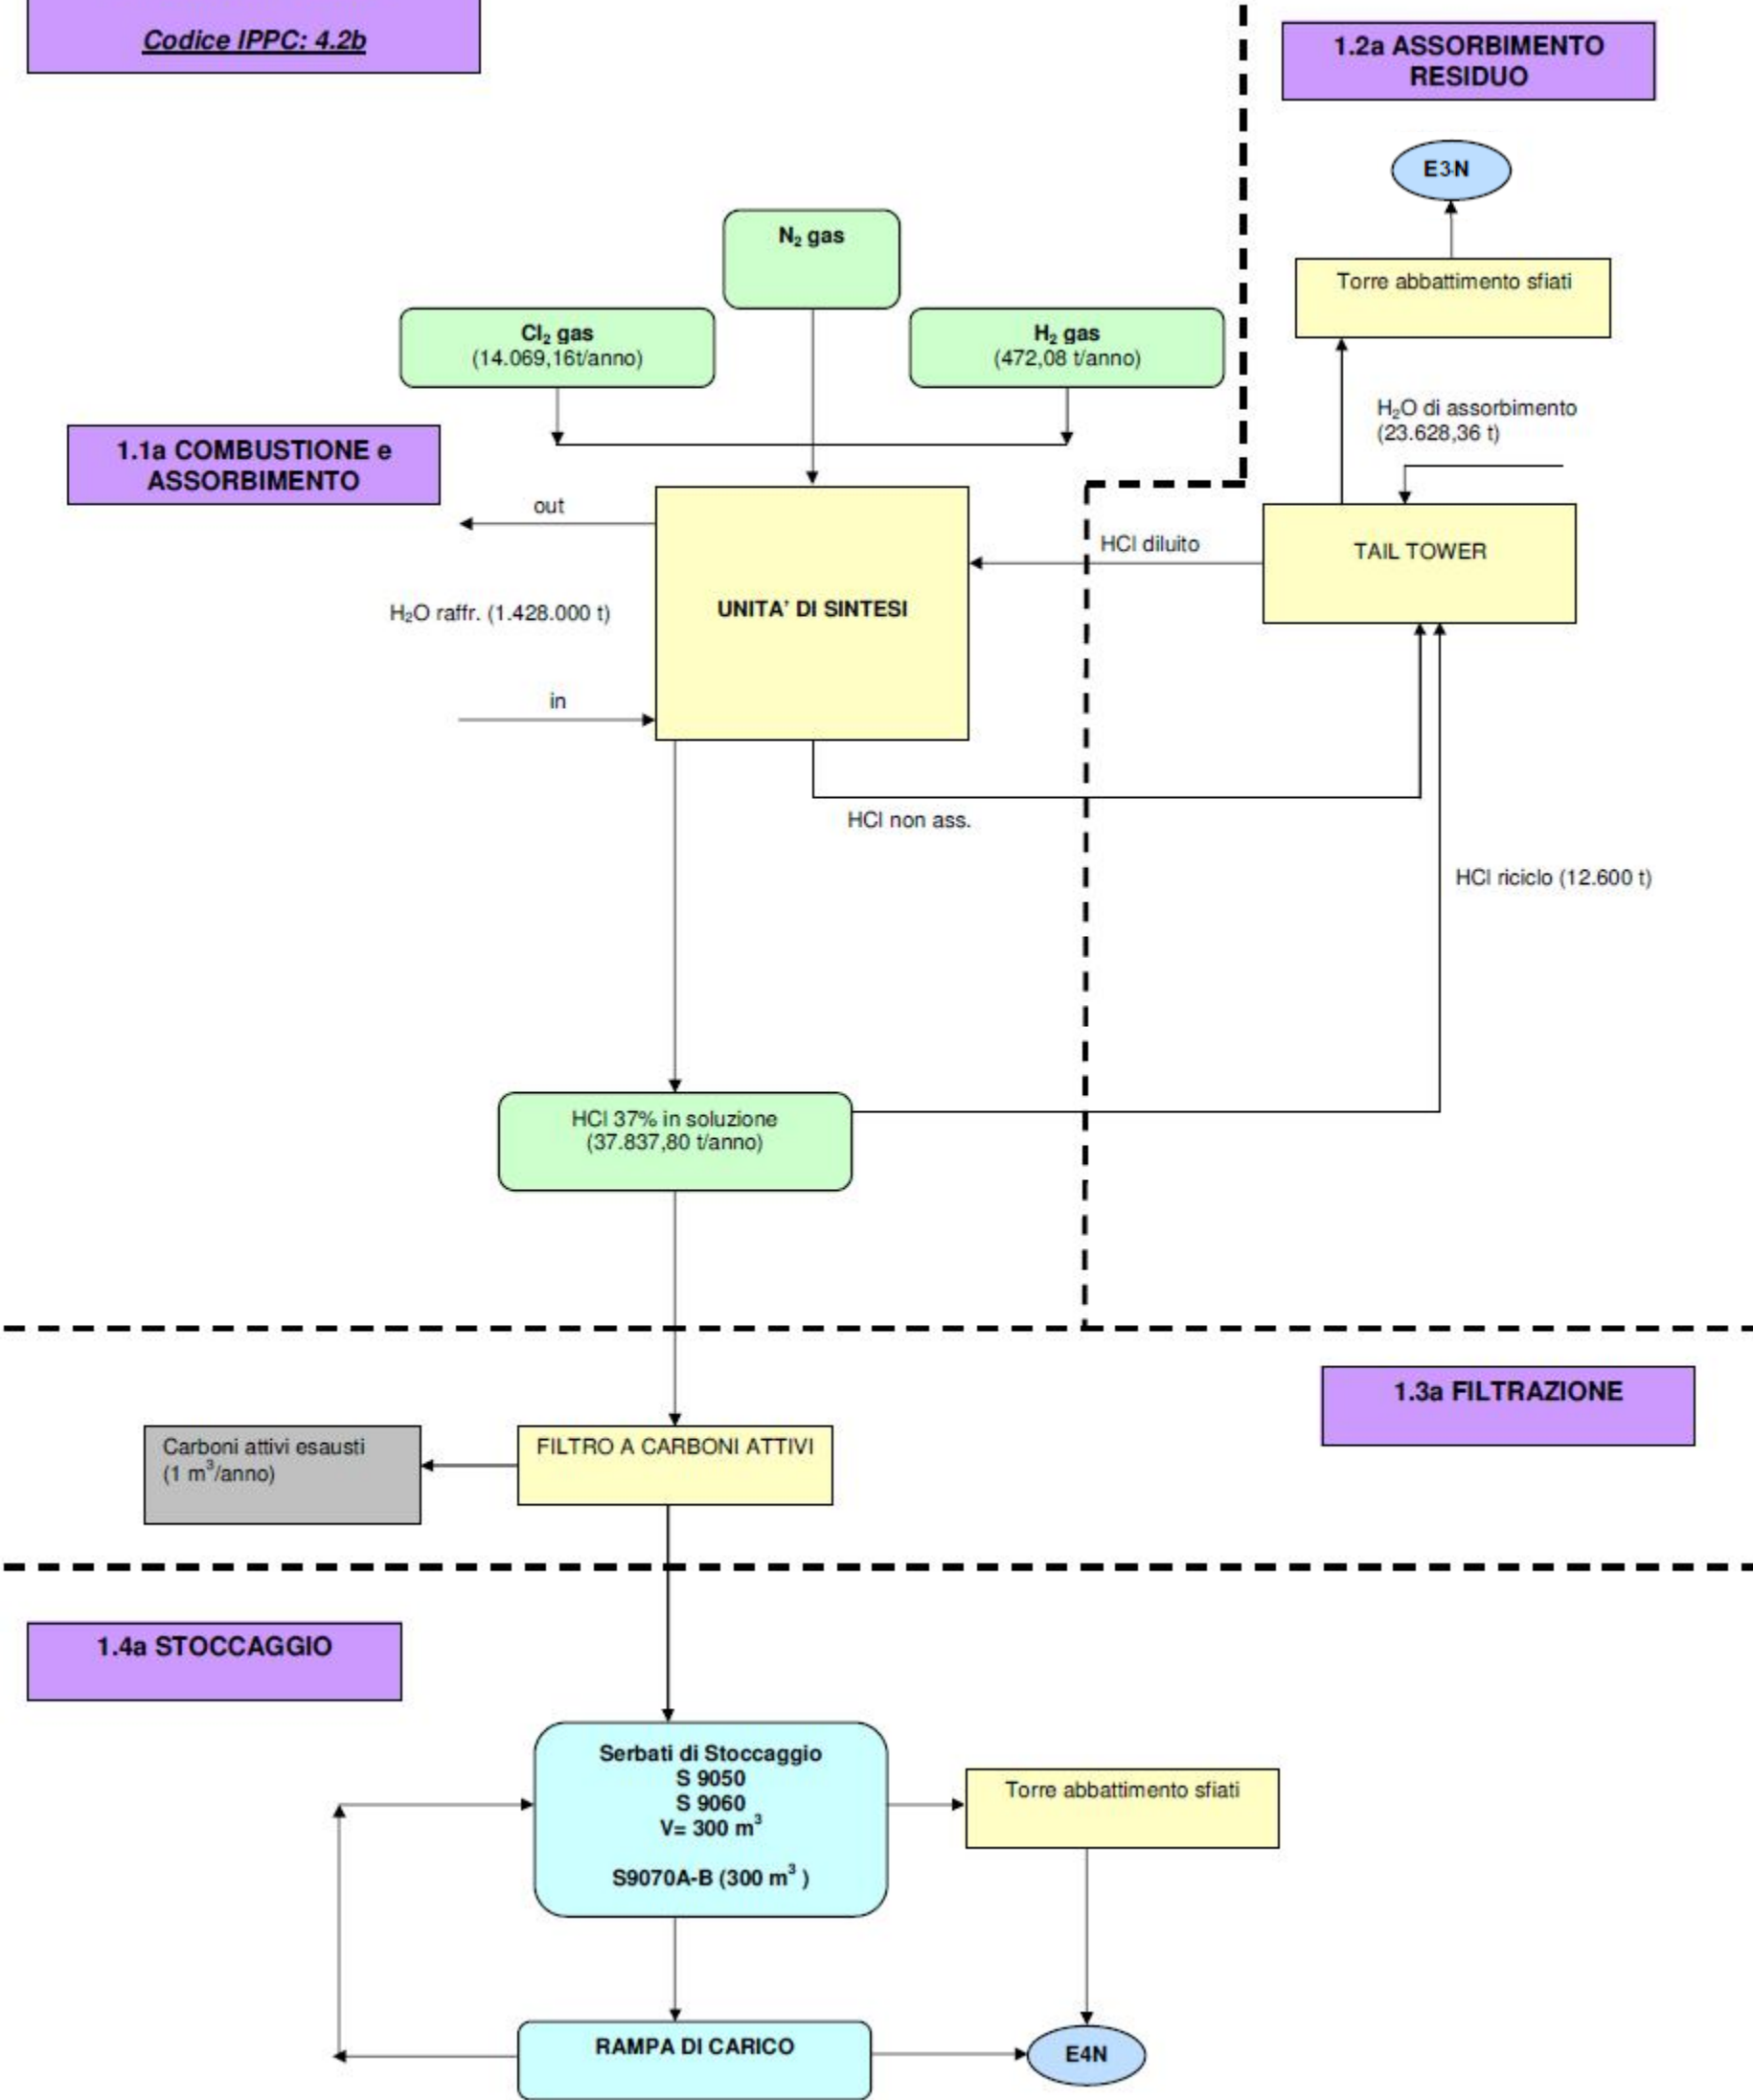 Codice IPPC: 4.2b
1.2a ASSORBIMENTO
RESIDUO
E3N
N₂ gas
Torre abbattimento sfiati
Cl₂ gas
(14.069,16t/anno)
H₂ gas
(472,08 t/anno)
H₂O di assorbimento
(23.628,36 t)
1.1a COMBUSTIONE e
ASSORBIMENTO
out
HCl diluito
TAIL TOWER
H₂O raffr. (1.428.000 t)
UNITA' DI SINTESI
in
HCl non ass.
HCl riciclo (12.600 t)
HCl 37% in soluzione
(37.837,80 t/anno)
1.3a FILTRAZIONE
Carboni attivi esausti
(1 m³/anno)
FILTRO A CARBONI ATTIVI
1.4a STOCCAGGIO
Serbati di Stoccaggio
S 9050
S 9060
V= 300 m³
S9070A-B (300 m³ )
Torre abbattimento sfiati
RAMPA DI CARICO
E4N